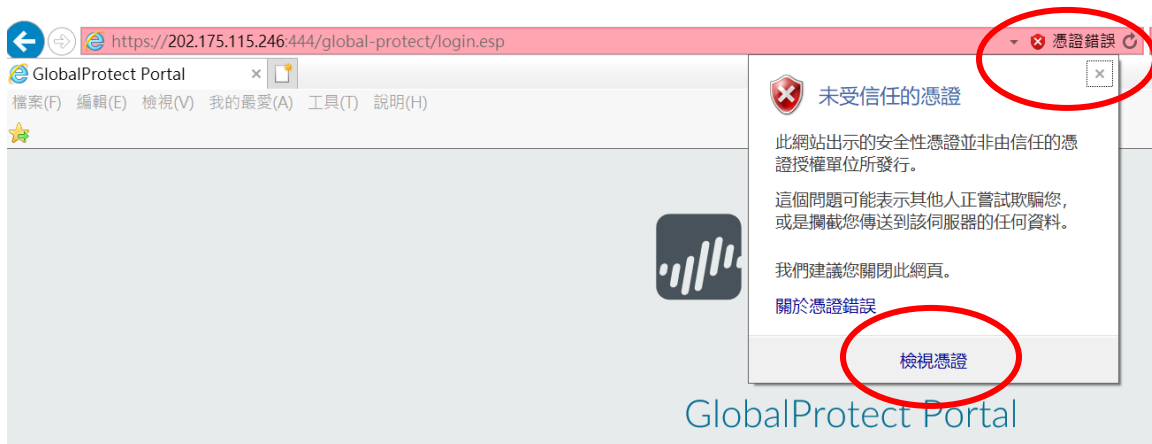 https://202.175.115.246:444/global-protect/login.esp
憑證錯誤
GlobalProtect Portal
檔案(F) 編輯(E) 檢視(V) 我的最愛(A) 工具(T) 說明(H)
未受信任的憑證
此網站出示的安全性憑證並非由信任的憑
證授權單位所發行。
這個問題可能表示其他人正嘗試欺騙您，
或是攔截您傳送到該伺服器的任何資料。
我們建議您關閉此網頁。
關於憑證錯誤
檢視憑證
GlobalProtect Portal